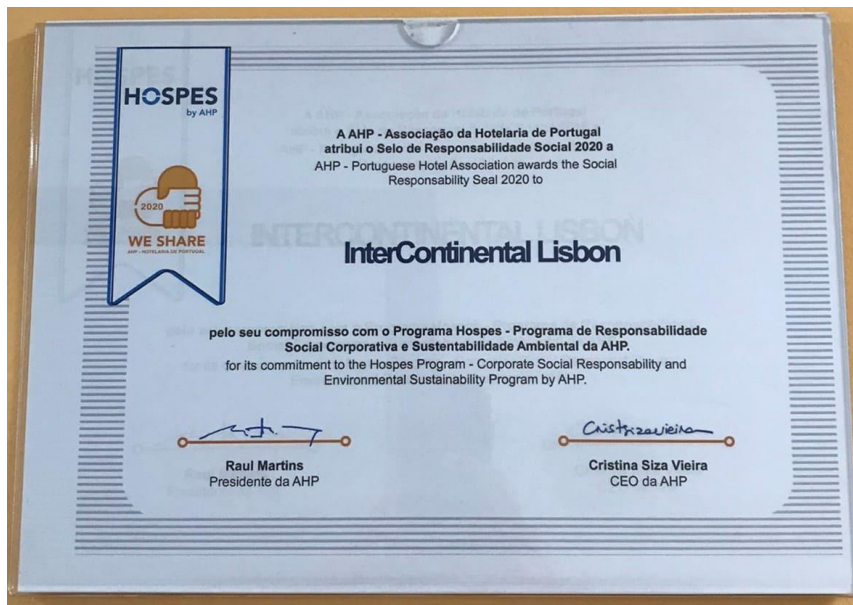 HOSPES
by AHP
2020
WE SHARE
AHP - HOTELARIA DE PORTUGAL
A AHP - Associação da Hotelaria de Portugal
atribui o Selo de Responsabilidade Social 2020 a
AHP - Portuguese Hotel Association awards the Social
Responsability Seal 2020 to
InterContinental Lisbon
pelo seu compromisso com o Programa Hospes - Programa de Responsabilidade
Social Corporativa e Sustentabilidade Ambiental da AHP.
for its commitment to the Hospes Program - Corporate Social Responsability and
Environmental Sustainability Program by AHP.
Cristsizavieira
Raul Martins
Presidente da AHP
Cristina Siza Vieira
CEO da AHP